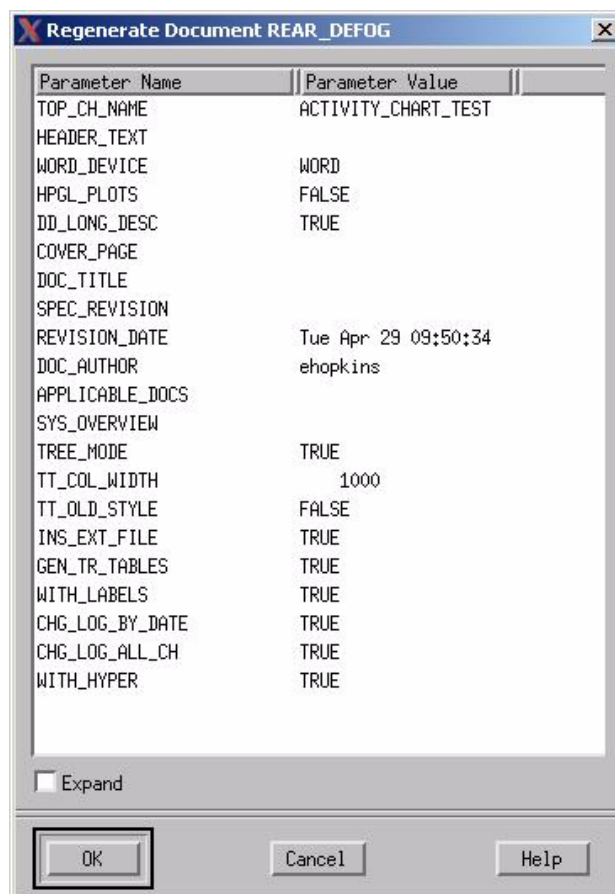 Regenerate Document REAR_DEFOG
Parameter Name Parameter Value
TOP_CH_NAME ACTIVITY_CHART_TEST
HEADER_TEXT
WORD_DEVICE WORD
HPGL_PLOTS FALSE
DD_LONG_DESC TRUE
COVER_PAGE
DOC_TITLE
SPEC_REVISION
REVISION_DATE Tue Apr 29 09:50:34
DOC_AUTHOR ehopkins
APPLICABLE_DOCS
SYS_OVERVIEW
TREE_MODE TRUE
TT_COL_WIDTH 1000
TT_OLD_STYLE FALSE
INS_EXT_FILE TRUE
GEN_TR_TABLES TRUE
WITH_LABELS TRUE
CHG_LOG_BY_DATE TRUE
CHG_LOG_ALL_CH TRUE
WITH_HYPER TRUE
Expand
OK Cancel Help